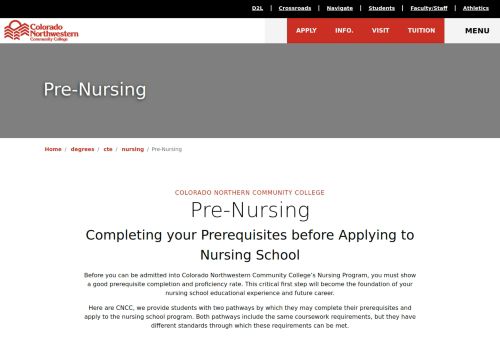 D2L | Crossroads | Navigate | Students | Faculty/Staff | Athletics
Colorado
Northwestern
Community College
APPLY INFO. VISIT TUITION MENU
Pre-Nursing
Home / degrees / cte / nursing / Pre-Nursing
COLORADO NORTHERN COMMUNITY COLLEGE
Pre-Nursing
Completing your Prerequisites before Applying to
Nursing School
Before you can be admitted into Colorado Northwestern Community College's Nursing Program, you must show
a good prerequisite completion and proficiency rate. This critical first step will become the foundation of your
nursing school educational experience and future career.
Here are CNCC, we provide students with two pathways by which they may complete their prerequisites and
apply to the nursing school program. Both pathways include the same coursework requirements, but they have
different standards through which these requirements can be met.